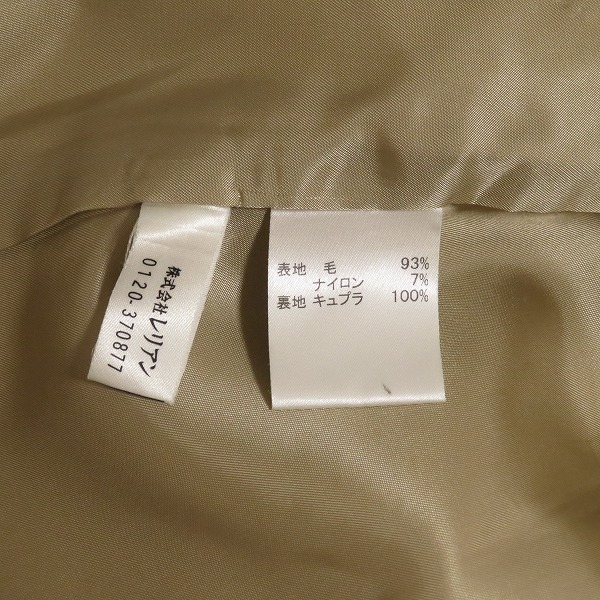 株式会社レリアン
0120-370877
表地 毛 93%
ナイロン 7%
裏地 キュプラ 100%